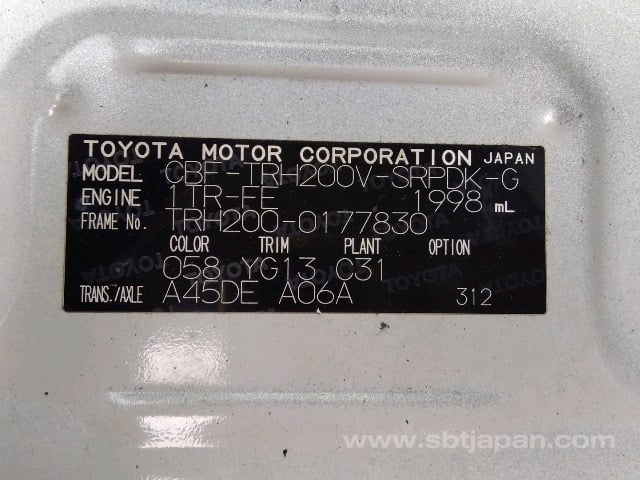 TOYOTA MOTOR CORPORATION JAPAN
MODEL CBF-TRH200V-SRPDK-G
ENGINE 1TR-FE 1998 mL
FRAME No. TRH200-0177830
COLOR TRIM PLANT OPTION
058 YG13 C31
TRANS./AXLE A45DE A06A 312
www.sbtjapan.com